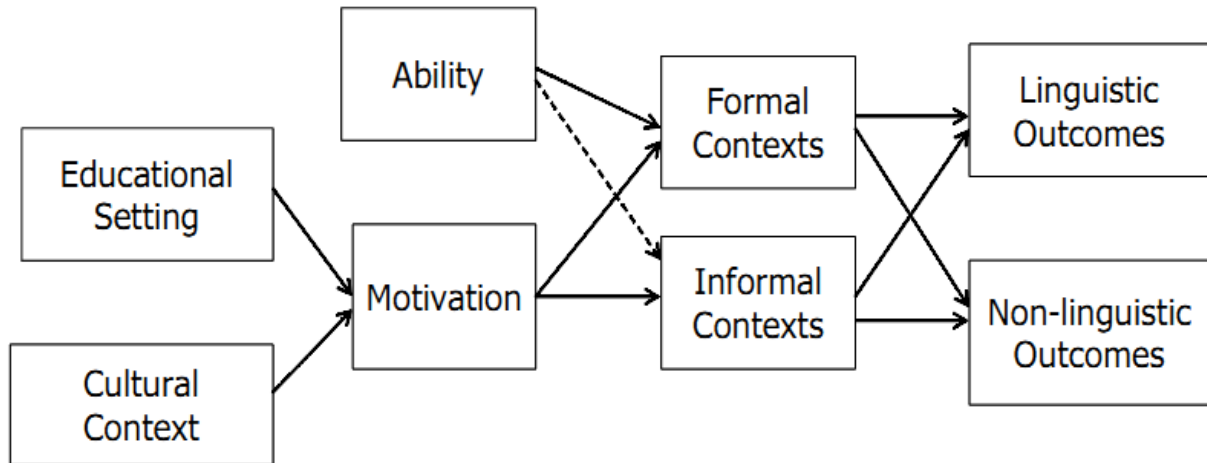 Ability
Formal
Contexts
Linguistic
Outcomes
Educational
Setting
Motivation
Informal
Contexts
Non-linguistic
Outcomes
Cultural
Context